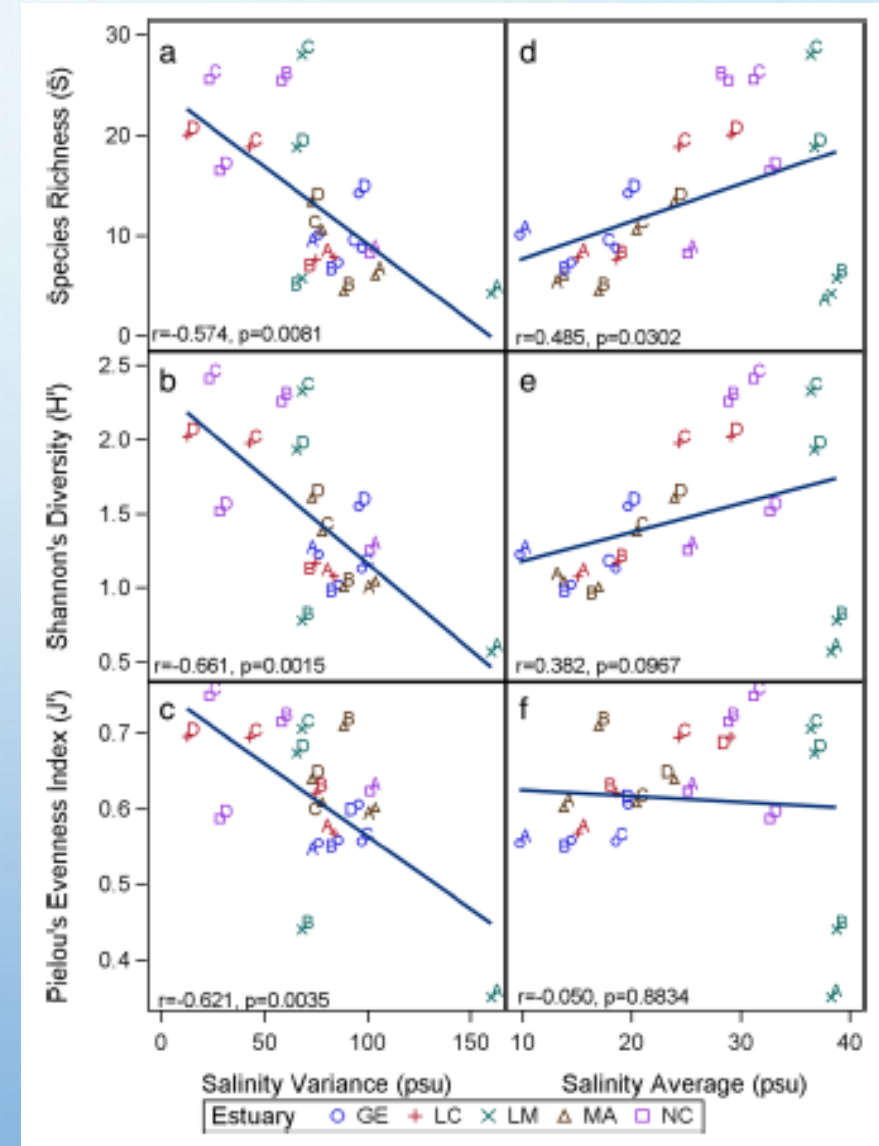 a
d
Species Richness (S)
30
20
10
0
r=-0.574, p=0.0081
r=0.485, p=0.0302
b
e
Shannon's Diversity (H')
2.5
2.0
1.5
1.0
0.5
r=-0.661, p=0.0015
r=0.382, p=0.0967
c
f
Pielou's Evenness Index (J')
0.7
0.6
0.5
0.4
r=-0.621, p=0.0035
r=-0.050, p=0.8834
0 50 100 150 10 20 30 40
Salinity Variance (psu) Salinity Average (psu)
Estuary GE LC LM MA NC